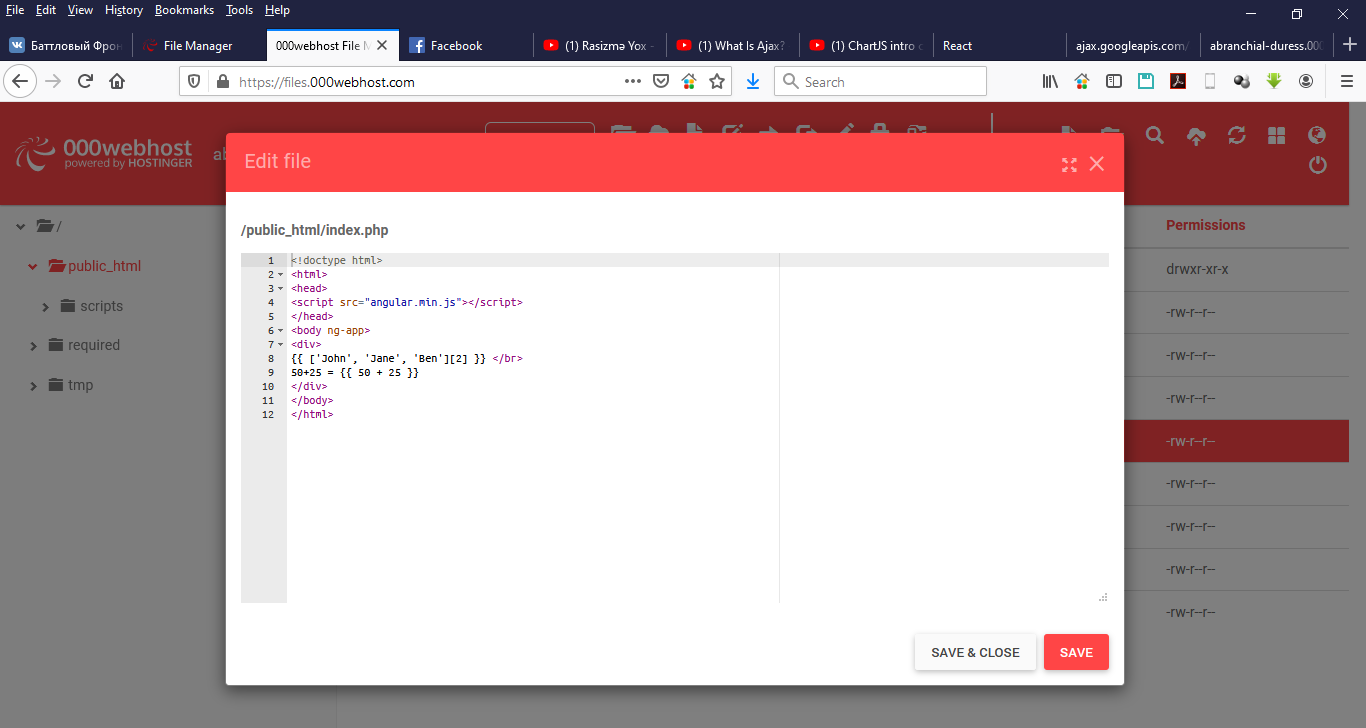 File Edit View History Bookmarks Tools Help
Баттловый Фрон
File Manager
000webhost File M
Facebook
(1) Rasizmə Yox -
(1) What Is Ajax?
(1) ChartJS intro
React
ajax.googleapis.com/
abranchial-duress.000
https://files.000webhost.com
Search
000webhost
powered by HOSTINGER
ab
Edit file
/
public_html
scripts
required
tmp
/public_html/index.php
1 <!doctype html>
2 <html>
3 <head>
4 <script src="angular.min.js"></script>
5 </head>
6 <body ng-app>
7 <div>
8 {{ ['John', 'Jane', 'Ben'][2] }} </br>
9 50+25 = {{ 50 + 25 }}
10 </div>
11 </body>
12 </html>
SAVE & CLOSE
SAVE
Permissions
drwxr-xr-x
-rw-r--r--
-rw-r--r--
-rw-r--r--
-rw-r--r--
-rw-r--r--
-rw-r--r--
-rw-r--r--
-rw-r--r--